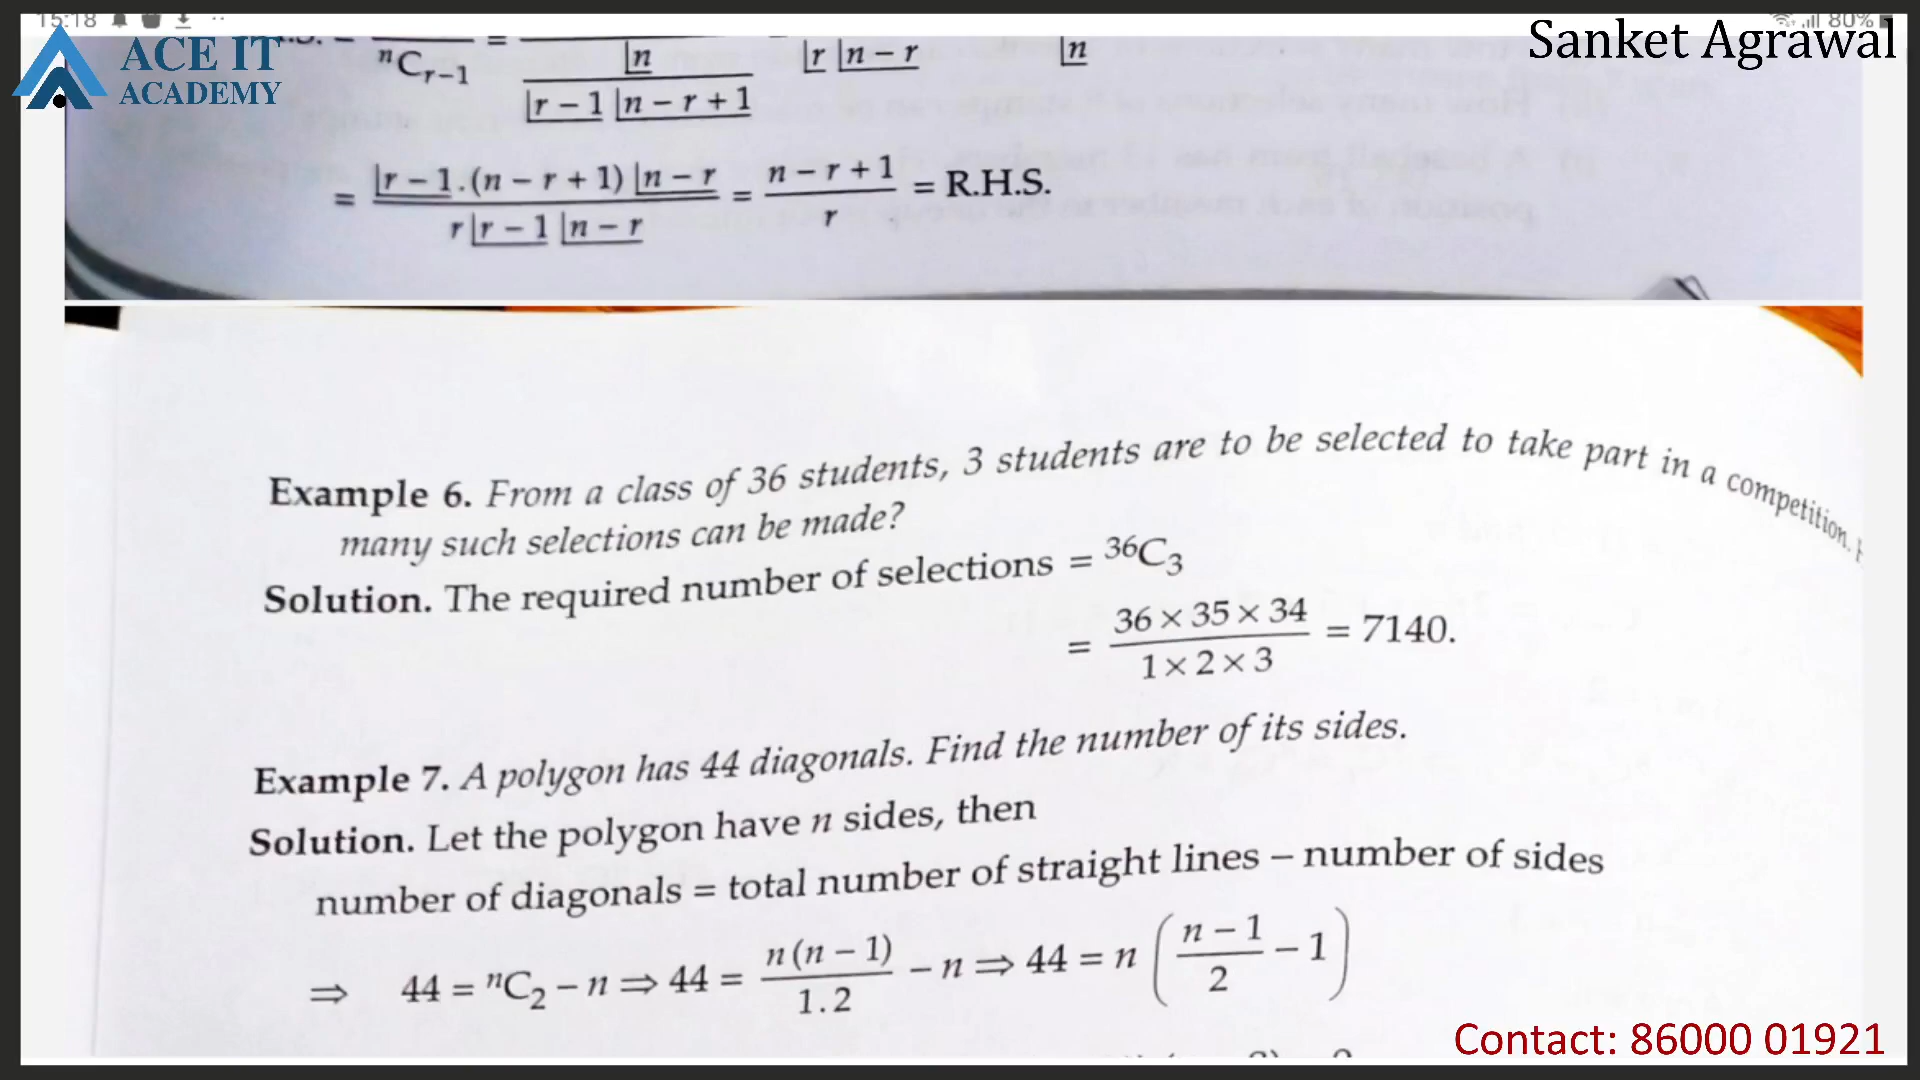 15:18
80%
ACE IT
ACADEMY
Sanket Agrawal
ⁿCᵣ₋₁ = |n / (|r – 1 |n – r + 1) |r |n – r |n
= |r – 1 .(n – r + 1) |n – r / (r |r – 1 |n – r) = (n – r + 1) / r = R.H.S.
Example 6. From a class of 36 students, 3 students are to be selected to take part in a competition.
many such selections can be made?
Solution. The required number of selections = ³⁶C₃
= (36 × 35 × 34) / (1 × 2 × 3) = 7140.
Example 7. A polygon has 44 diagonals. Find the number of its sides.
Solution. Let the polygon have n sides, then
number of diagonals = total number of straight lines – number of sides
⇒ 44 = ⁿC₂ – n ⇒ 44 = n (n – 1) / 1.2 – n ⇒ 44 = n ((n – 1) / 2 – 1)
Contact: 86000 01921